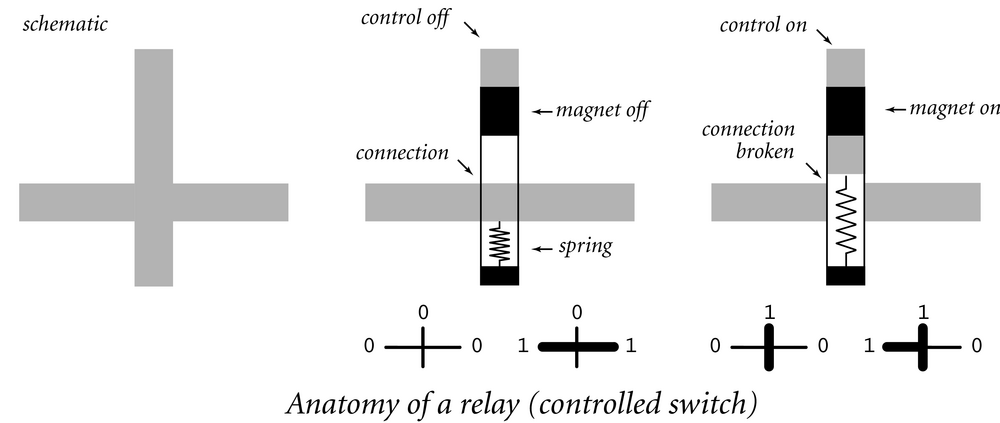 schematic
control off
magnet off
connection
spring
control on
magnet on
connection
broken
0
0 0
0
1 1
1
0 0
1
1 0
Anatomy of a relay (controlled switch)